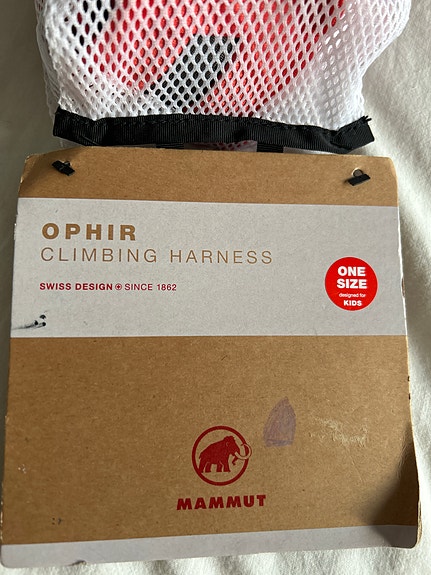 OPHIR
CLIMBING HARNESS
SWISS DESIGN SINCE 1862
ONE
SIZE
designed for
KIDS
MAMMUT